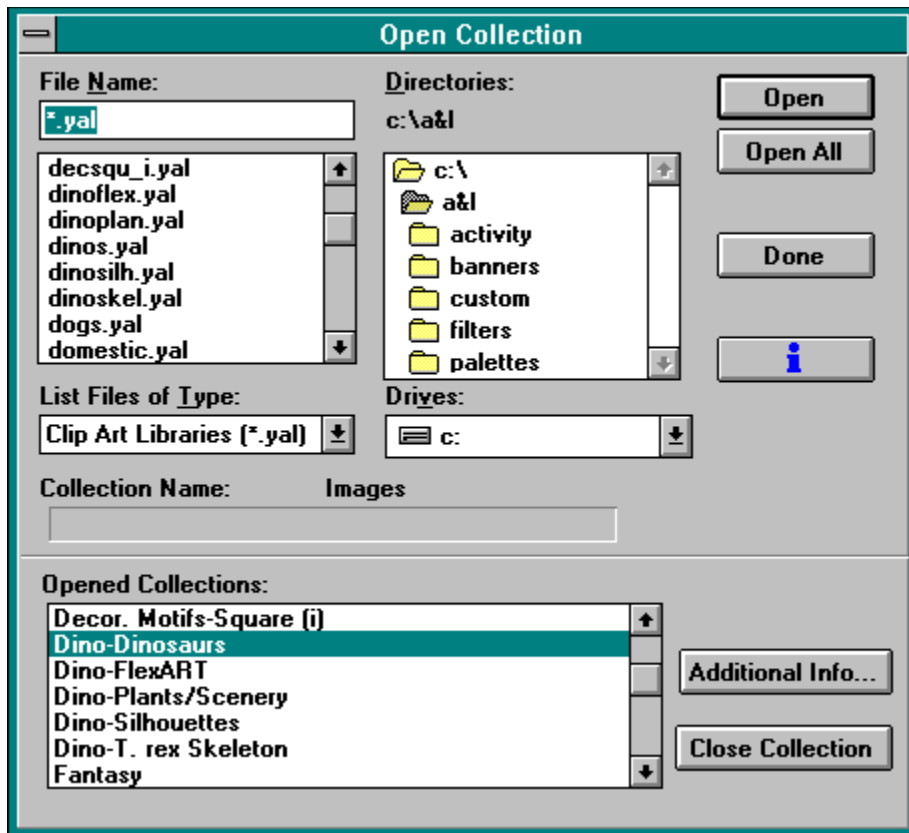 Open Collection
File Name:
*.yal
decsqu_i.yal
dinoflex.yal
dinoplan.yal
dinos.yal
dinosilh.yal
dinoskel.yal
dogs.yal
domestic.yal
List Files of Type:
Clip Art Libraries (*.yal)
Directories:
c:\a&l
c:\
a&l
activity
banners
custom
filters
palettes
Drives:
c:
Open
Open All
Done
i
Collection Name: Images
Opened Collections:
Decor. Motifs-Square (i)
Dino-Dinosaurs
Dino-FlexART
Dino-Plants/Scenery
Dino-Silhouettes
Dino-T. rex Skeleton
Fantasy
Additional Info...
Close Collection